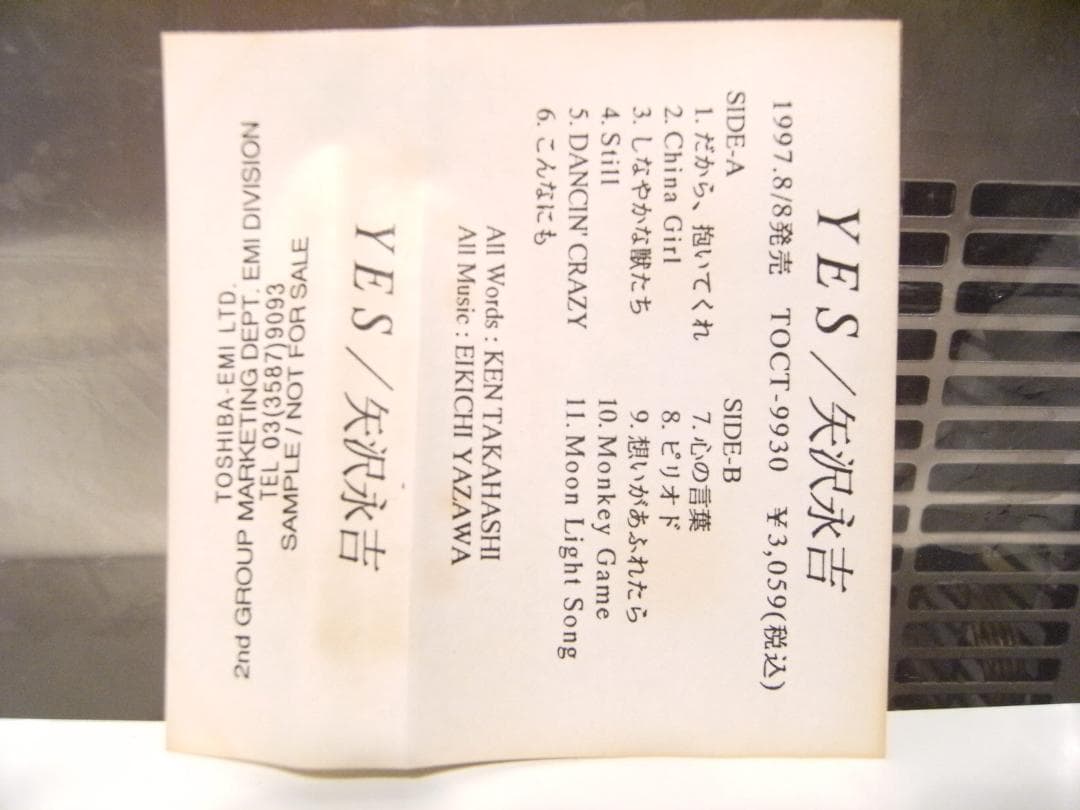 YES／矢沢永吉
1997.8/8発売　TOCT-9930　¥3,059(税込)
SIDE-A
1. だから、抱いてくれ
2. China Girl
3. しなやかな獣たち
4. Still
5. DANCIN' CRAZY
6. こんなにも
SIDE-B
7. 心の言葉
8. ピリオド
9. 想いがあふれたら
10. Monkey Game
11. Moon Light Song
All Words : KEN TAKAHASHI
All Music : EIKICHI YAZAWA
YES／矢沢永吉
SAMPLE / NOT FOR SALE
TEL 03(3587)9093
2nd GROUP MARKETING DEPT. EMI DIVISION
TOSHIBA-EMI LTD.